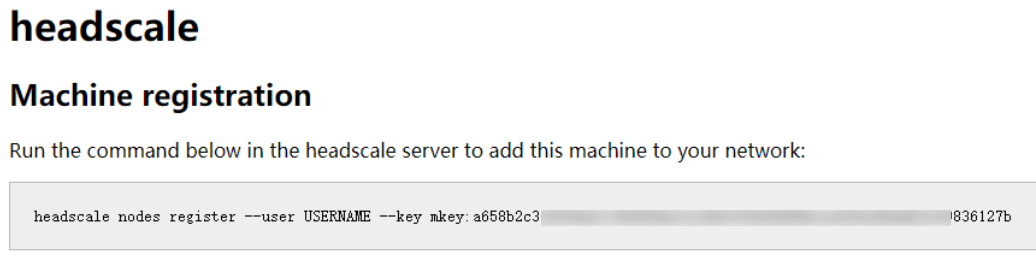 headscale
Machine registration
Run the command below in the headscale server to add this machine to your network:
headscale nodes register --user USERNAME --key mkey:a658b2c3 836127b